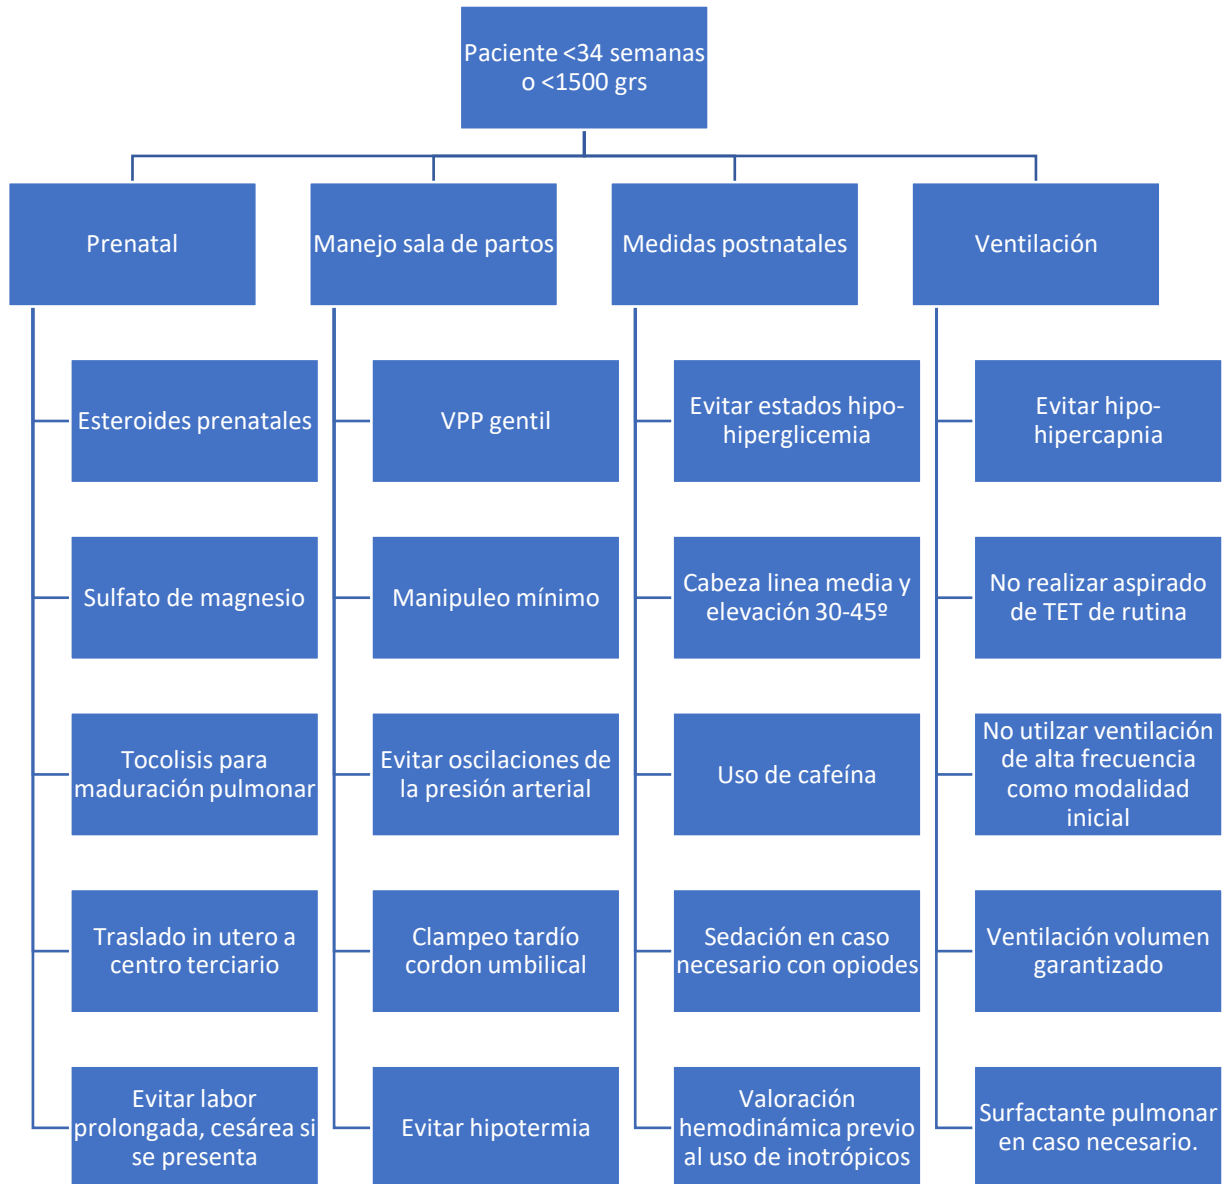 Paciente <34 semanas
o <1500 grs
Prenatal
Manejo sala de partos
Medidas postnatales
Ventilación
Esteroides prenatales
VPP gentil
Evitar estados hipo-
hiperglicemia
Evitar hipo-
hipercapnia
Sulfato de magnesio
Manipuleo mínimo
Cabeza linea media y
elevación 30-45º
No realizar aspirado
de TET de rutina
Tocolisis para
maduración pulmonar
Evitar oscilaciones de
la presión arterial
Uso de cafeína
No utilzar ventilación
de alta frecuencia
como modalidad
inicial
Traslado in utero a
centro terciario
Clampeo tardío
cordon umbilical
Sedación en caso
necesario con opiodes
Ventilación volumen
garantizado
Evitar labor
prolongada, cesárea si
se presenta
Evitar hipotermia
Valoración
hemodinámica previo
al uso de inotrópicos
Surfactante pulmonar
en caso necesario.